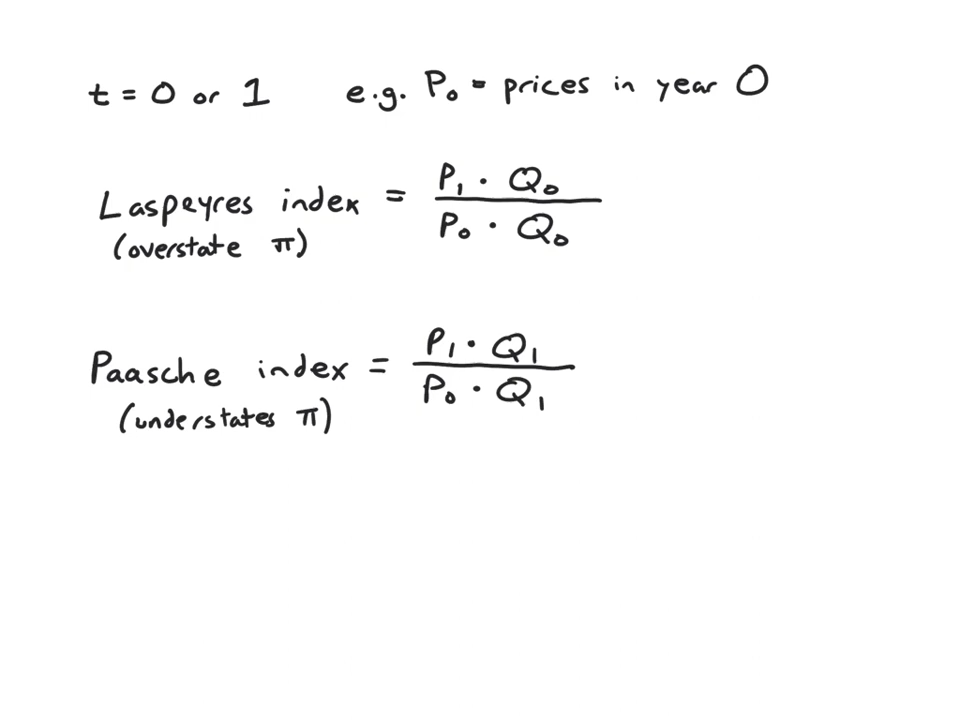 t = 0 or 1 e.g. P₀ = prices in year 0
Laspeyres index = P₁ · Q₀ / P₀ · Q₀
(overstate π)
Paasche index = P₁ · Q₁ / P₀ · Q₁
(understates π)